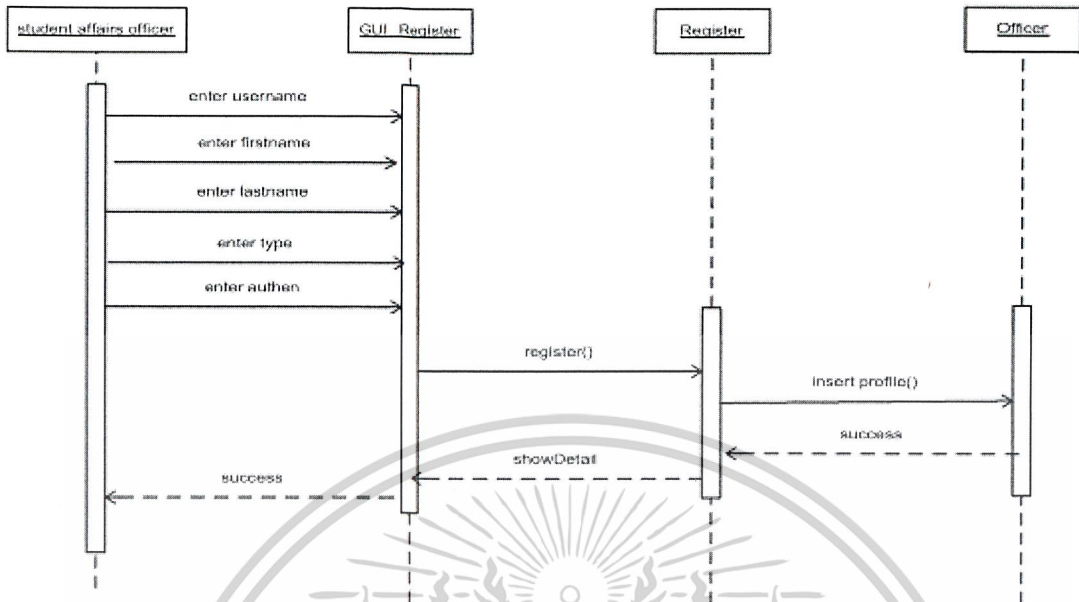 student affairs officer
GUI_Register
Register
Officer
enter username
enter firstname
enter lastname
enter type
enter authen
register()
insert profile()
success
showDetail
success